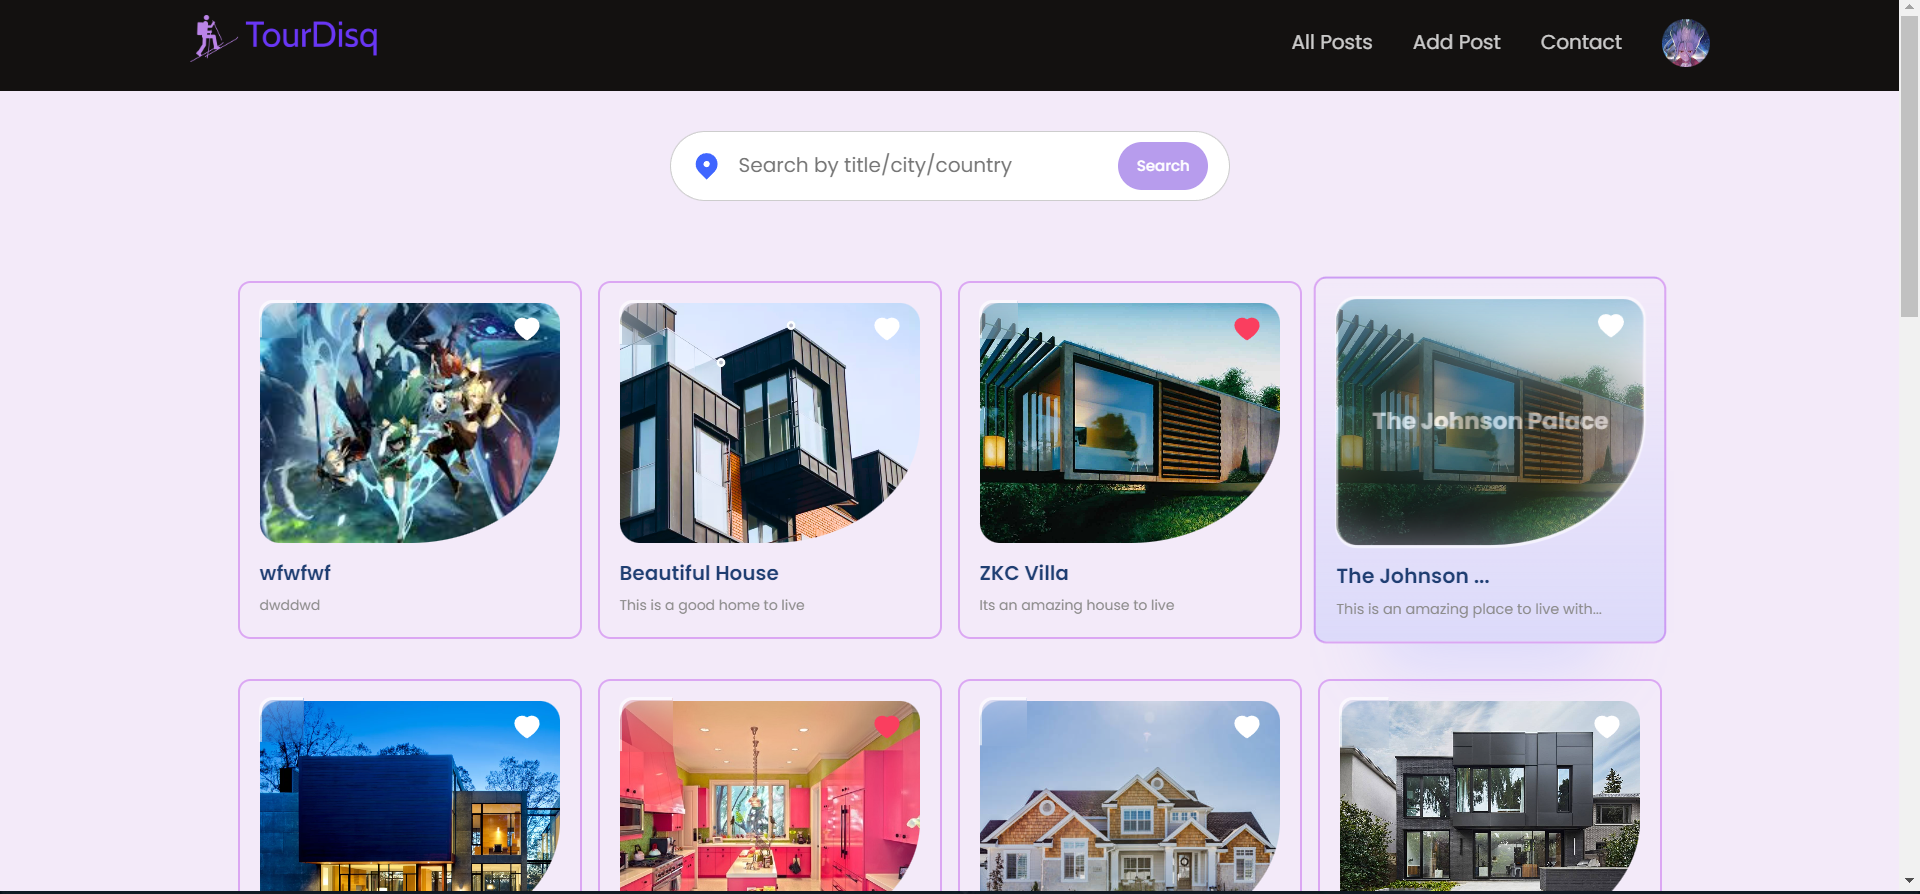 TourDisq
All Posts
Add Post
Contact
Search by title/city/country
Search
The Johnson Palace
wfwfwf
dwddwd
Beautiful House
This is a good home to live
ZKC Villa
Its an amazing house to live
The Johnson ...
This is an amazing place to live with...